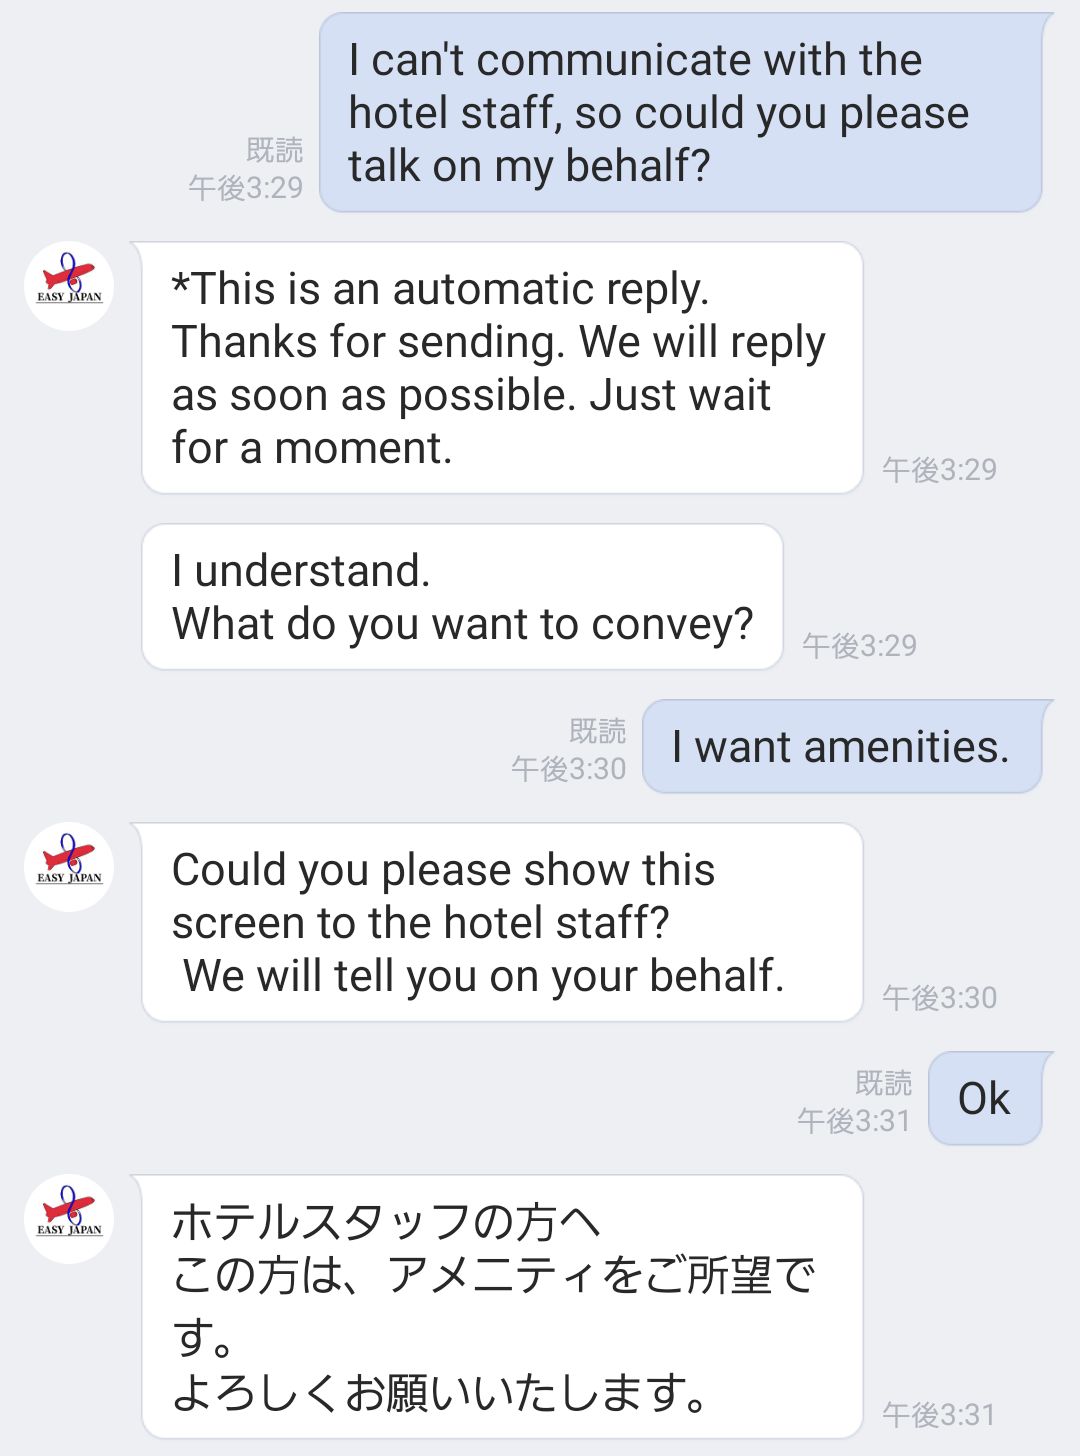 I can't communicate with the
hotel staff, so could you please
talk on my behalf?
既読
午後3:29
EASY JAPAN
*This is an automatic reply.
Thanks for sending. We will reply
as soon as possible. Just wait
for a moment.
午後3:29
I understand.
What do you want to convey?
午後3:29
既読
午後3:30
I want amenities.
EASY JAPAN
Could you please show this
screen to the hotel staff?
We will tell you on your behalf.
午後3:30
既読
午後3:31
Ok
EASY JAPAN
ホテルスタッフの方へ
この方は、アメニティをご所望で
す。
よろしくお願いいたします。
午後3:31